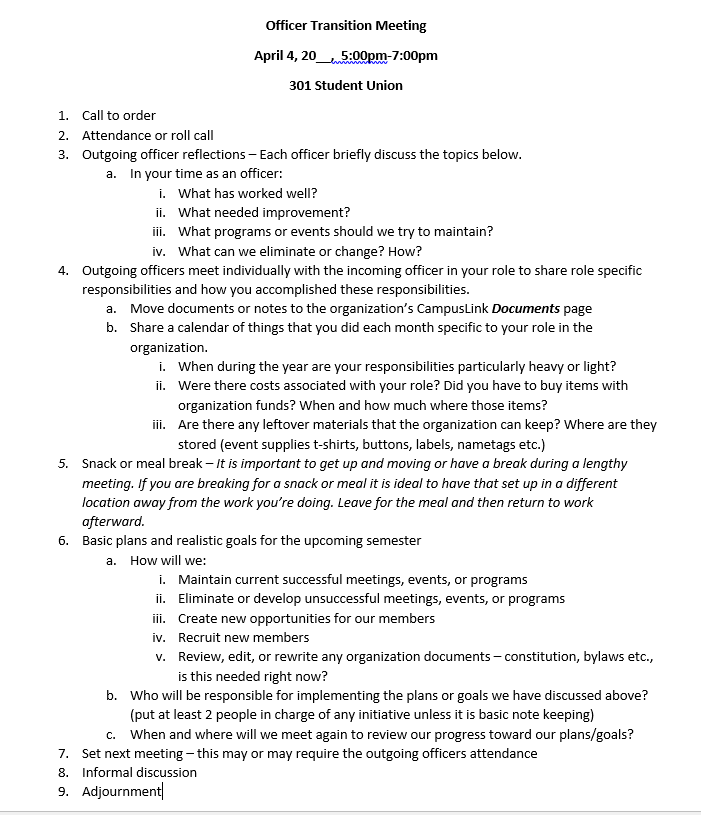 Officer Transition Meeting
April 4, 20__, 5:00pm-7:00pm
301 Student Union
1. Call to order
2. Attendance or roll call
3. Outgoing officer reflections – Each officer briefly discuss the topics below.
a. In your time as an officer:
i. What has worked well?
ii. What needed improvement?
iii. What programs or events should we try to maintain?
iv. What can we eliminate or change? How?
4. Outgoing officers meet individually with the incoming officer in your role to share role specific
responsibilities and how you accomplished these responsibilities.
a. Move documents or notes to the organization's CampusLink Documents page
b. Share a calendar of things that you did each month specific to your role in the
organization.
i. When during the year are your responsibilities particularly heavy or light?
ii. Were there costs associated with your role? Did you have to buy items with
organization funds? When and how much where those items?
iii. Are there any leftover materials that the organization can keep? Where are they
stored (event supplies t-shirts, buttons, labels, nametags etc.)
5. Snack or meal break – It is important to get up and moving or have a break during a lengthy
meeting. If you are breaking for a snack or meal it is ideal to have that set up in a different
location away from the work you're doing. Leave for the meal and then return to work
afterward.
6. Basic plans and realistic goals for the upcoming semester
a. How will we:
i. Maintain current successful meetings, events, or programs
ii. Eliminate or develop unsuccessful meetings, events, or programs
iii. Create new opportunities for our members
iv. Recruit new members
v. Review, edit, or rewrite any organization documents – constitution, bylaws etc.,
is this needed right now?
b. Who will be responsible for implementing the plans or goals we have discussed above?
(put at least 2 people in charge of any initiative unless it is basic note keeping)
c. When and where will we meet again to review our progress toward our plans/goals?
7. Set next meeting – this may or may require the outgoing officers attendance
8. Informal discussion
9. Adjournment